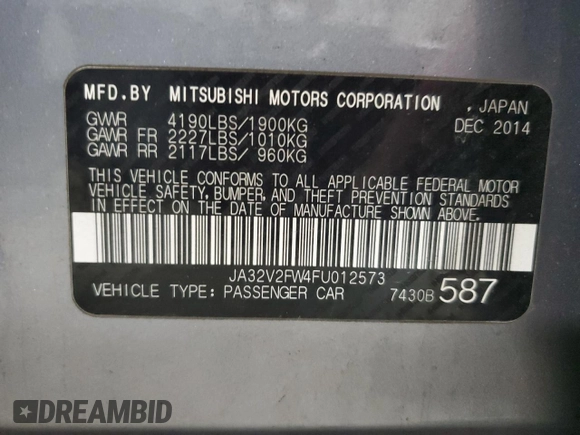 MFD.BY MITSUBISHI MOTORS CORPORATION , JAPAN
GVWR 4190LBS/1900KG DEC 2014
GAWR FR 2227LBS/1010KG
GAWR RR 2117LBS/ 960KG
THIS VEHICLE CONFORMS TO ALL APPLICABLE FEDERAL MOTOR
VEHICLE SAFETY, BUMPER, AND THEFT PREVENTION STANDARDS
IN EFFECT ON THE DATE OF MANUFACTURE SHOWN ABOVE.
JA32V2FW4FU012573
VEHICLE TYPE: PASSENGER CAR 7430B 587
DREAMBID